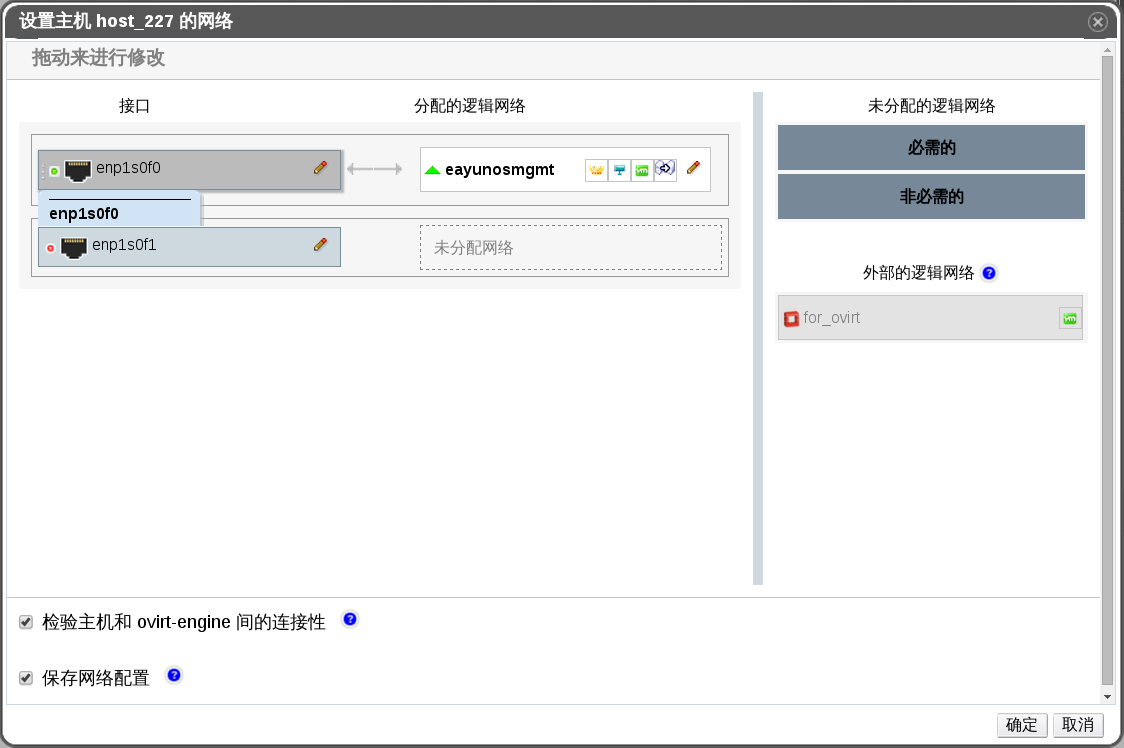 设置主机 host_227 的网络
拖动来进行修改
接口
分配的逻辑网络
未分配的逻辑网络
enp1s0f0
eayunosmgmt
vm
必需的
非必需的
enp1s0f0
enp1s0f1
未分配网络
外部的逻辑网络
for_ovirt
vm
检验主机和 ovirt-engine 间的连接性
保存网络配置
确定
取消